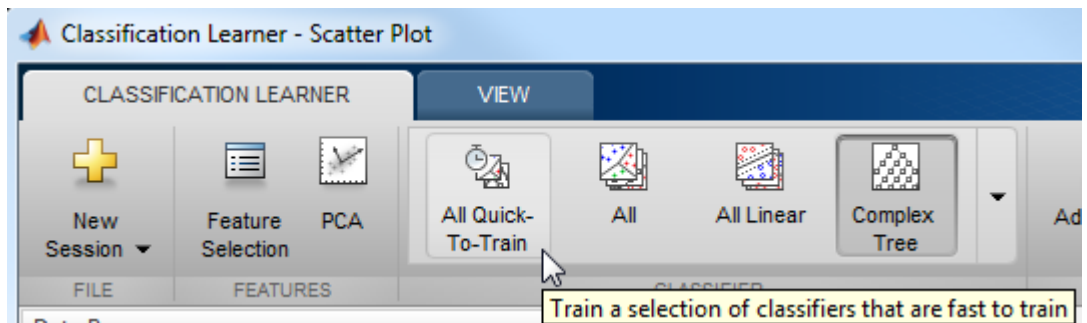 Classification Learner - Scatter Plot
CLASSIFICATION LEARNER
VIEW
New
Session
Feature
Selection
PCA
All Quick-
To-Train
All
All Linear
Complex
Tree
FILE
FEATURES
CLASSIFIER
Train a selection of classifiers that are fast to train